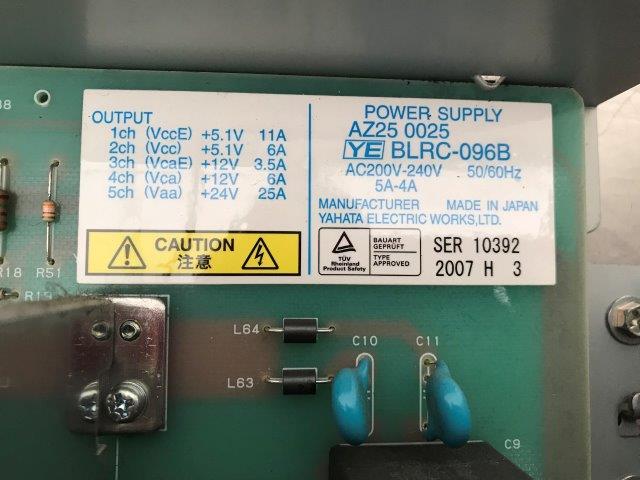 OUTPUT
1ch (VccE) +5.1V 11A
2ch (Vcc) +5.1V 6A
3ch (VcaE) +12V 3.5A
4ch (Vca) +12V 6A
5ch (Vaa) +24V 25A
CAUTION
注意
POWER SUPPLY
AZ25 0025
YE BLRC-096B
AC200V-240V 50/60Hz
5A-4A
MANUFACTURER MADE IN JAPAN
YAHATA ELECTRIC WORKS,LTD.
TÜV
Rheinland
Product Safety
BAUART
GEPRÜFT
TYPE
APPROVED
SER 10392
2007 H 3
R18
R51
L64
L63
C10
C11
C9